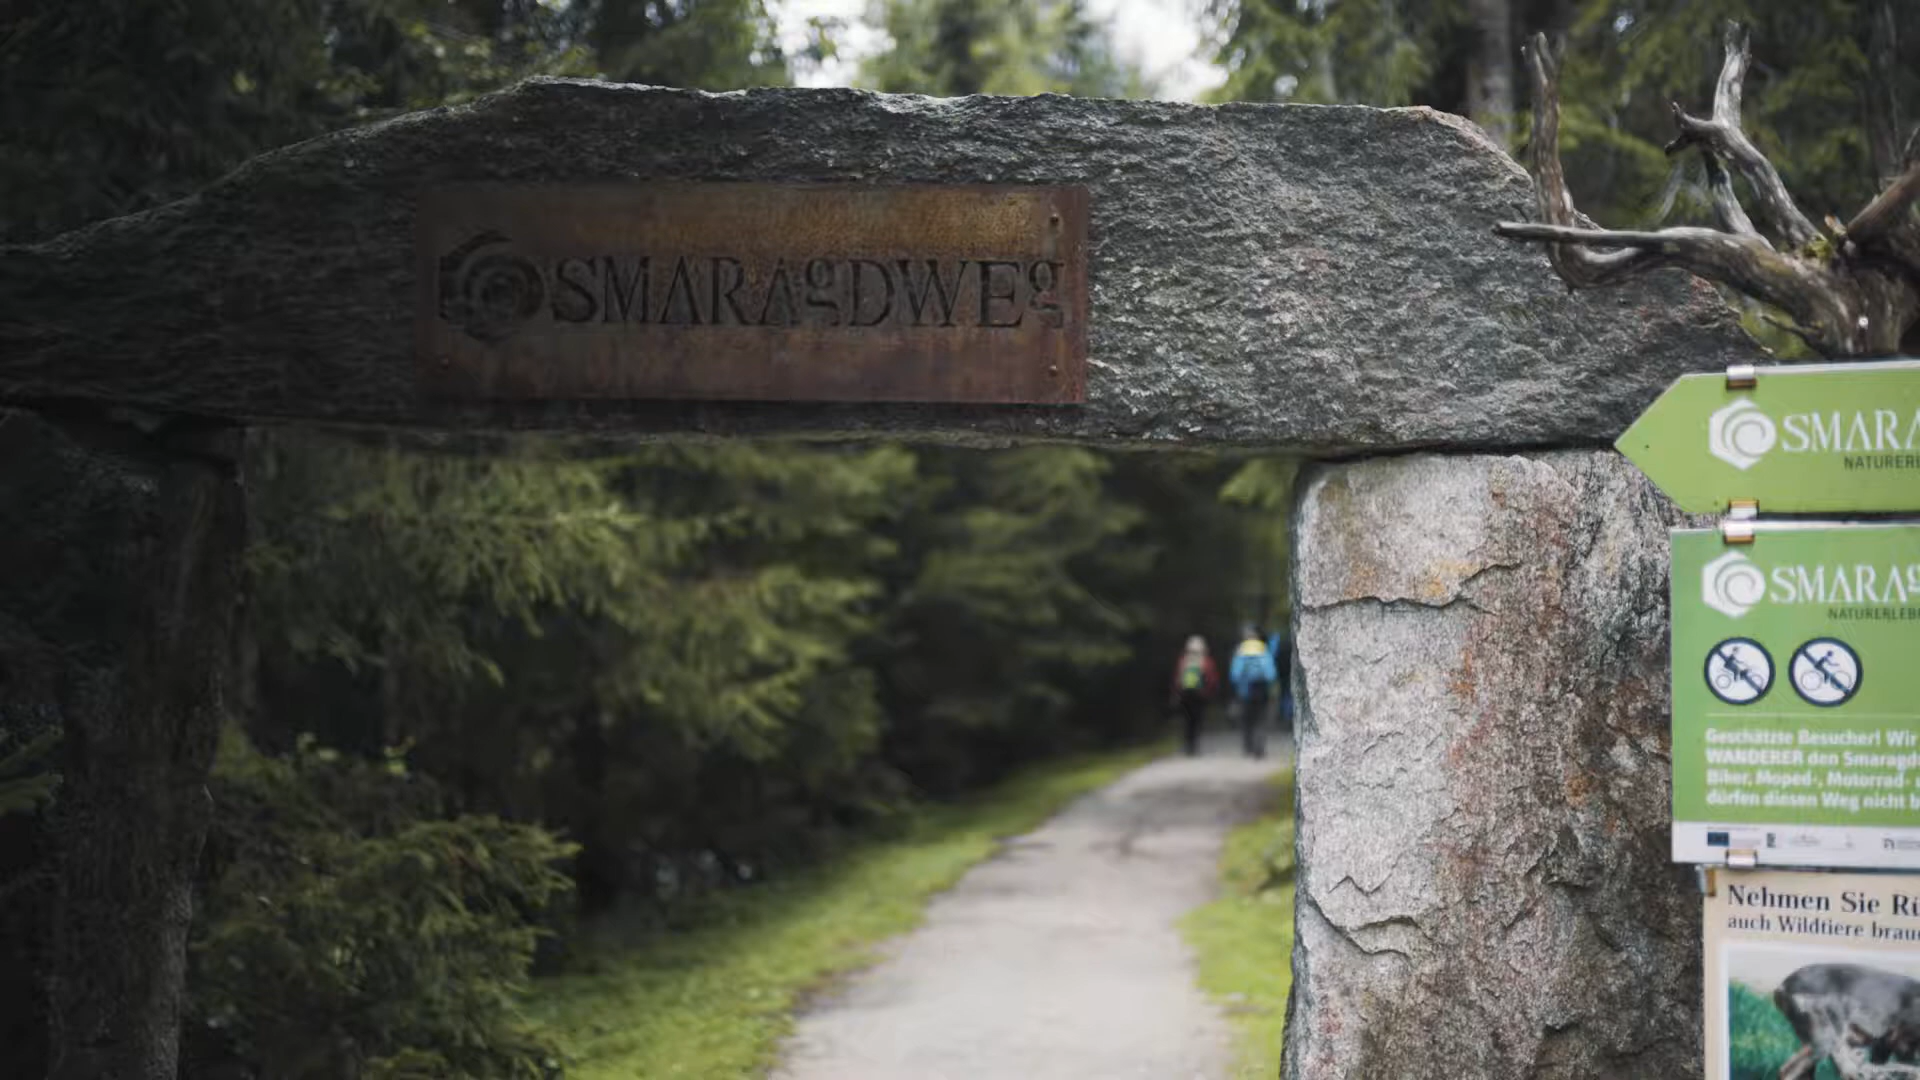 SMARAgDWEg
SMARA
NATURERL
SMARAg
NATURERLEB
Geschätzte Besucher! Wir
WANDERER den Smaragd
Biker, Moped-, Motorrad-
dürfen diesen Weg nicht b
Nehmen Sie Rü
auch Wildtiere brau